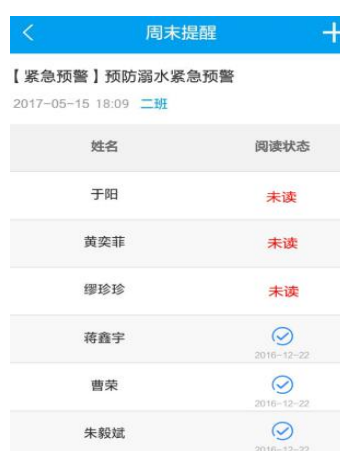 周末提醒
【紧急预警】预防溺水紧急预警
2017-05-15 18:09 二班
姓名 阅读状态
于阳 未读
黄奕菲 未读
缪珍珍 未读
蒋鑫宇
2016-12-22
曹荣
2016-12-22
朱毅斌
2016-12-22